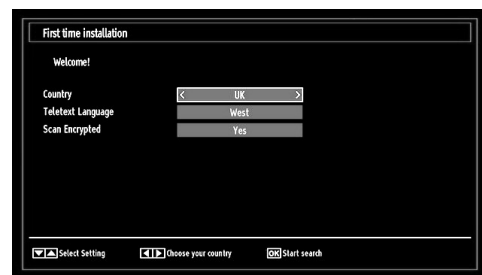 First time installation
Welcome!
Country < UK >
Teletext Language West
Scan Encrypted Yes
▼▲ Select Setting ◀▶ Choose your country OK Start search